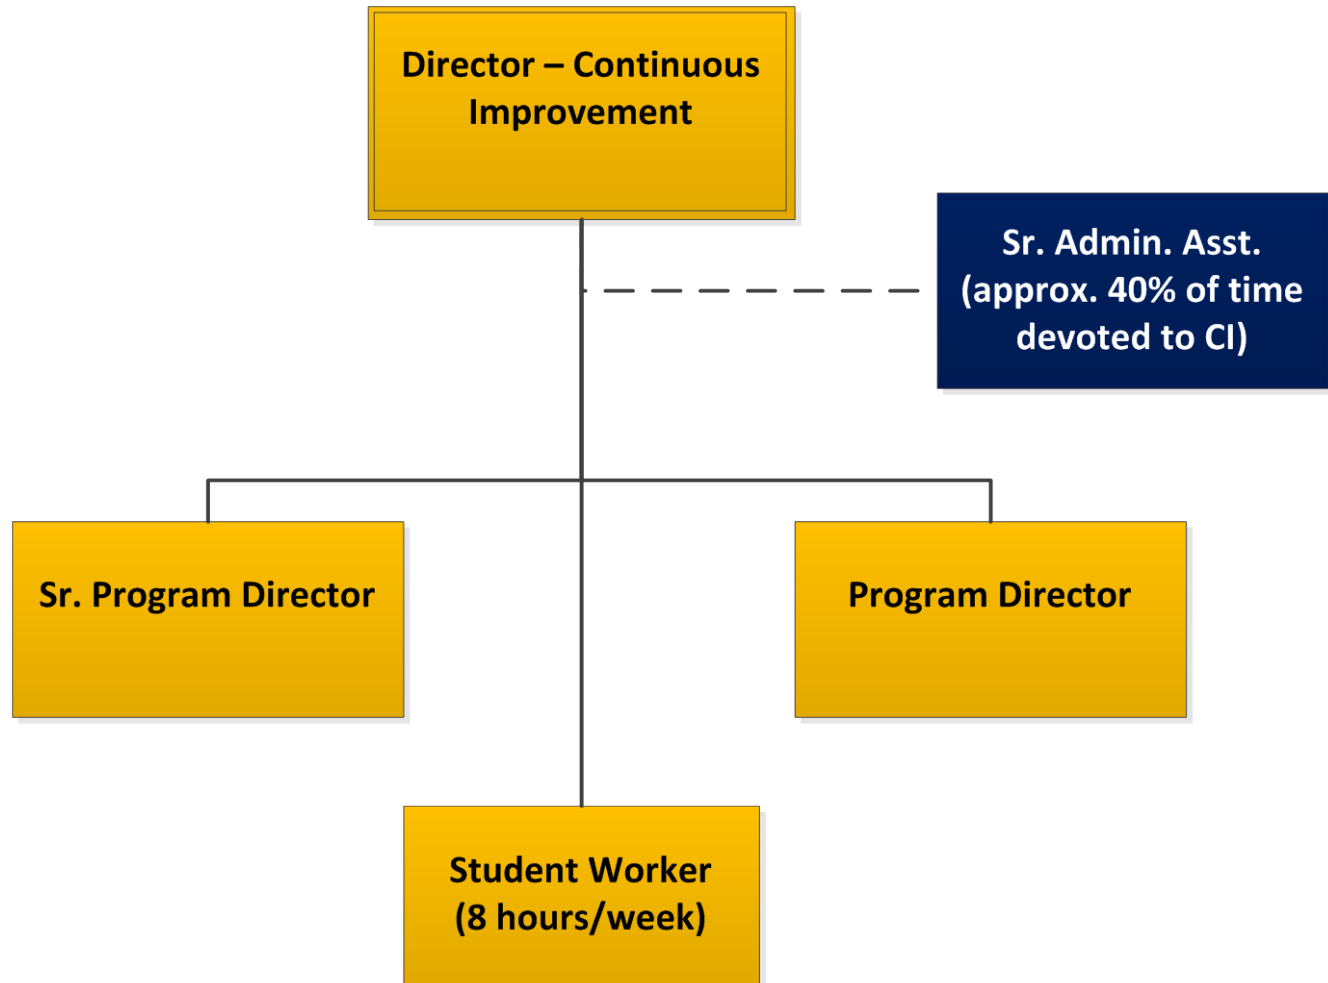 Director – Continuous
Improvement
Sr. Admin. Asst.
(approx. 40% of time
devoted to CI)
Sr. Program Director
Program Director
Student Worker
(8 hours/week)